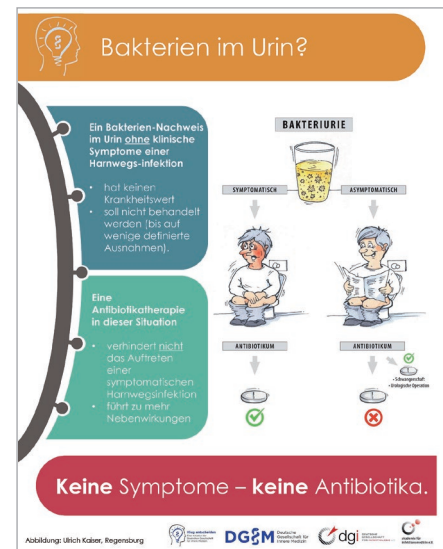 Bakterien im Urin?
Ein Bakterien-Nachweis
im Urin ohne klinische
Symptome einer
Harnwegs-infektion
• hat keinen
Krankheitswert
• soll nicht behandelt
werden (bis auf
wenige definierte
Ausnahmen).
Eine
Antibiotikatherapie
in dieser Situation
• verhindert nicht
das Auftreten
einer
symptomatischen
Harnwegsinfektion
• führt zu mehr
Nebenwirkungen
BAKTERIURIE
SYMPTOMATISCH
ASYMPTOMATISCH
ANTIBIOTIKUM
ANTIBIOTIKUM
• Schwangerschaft
• Urologische Operation
Keine Symptome – keine Antibiotika.
Abbildung: Ulrich Kaiser, Regensburg
Klug entscheiden
DGIM
Deutsche
Gesellschaft für
Innere Medizin
dgi